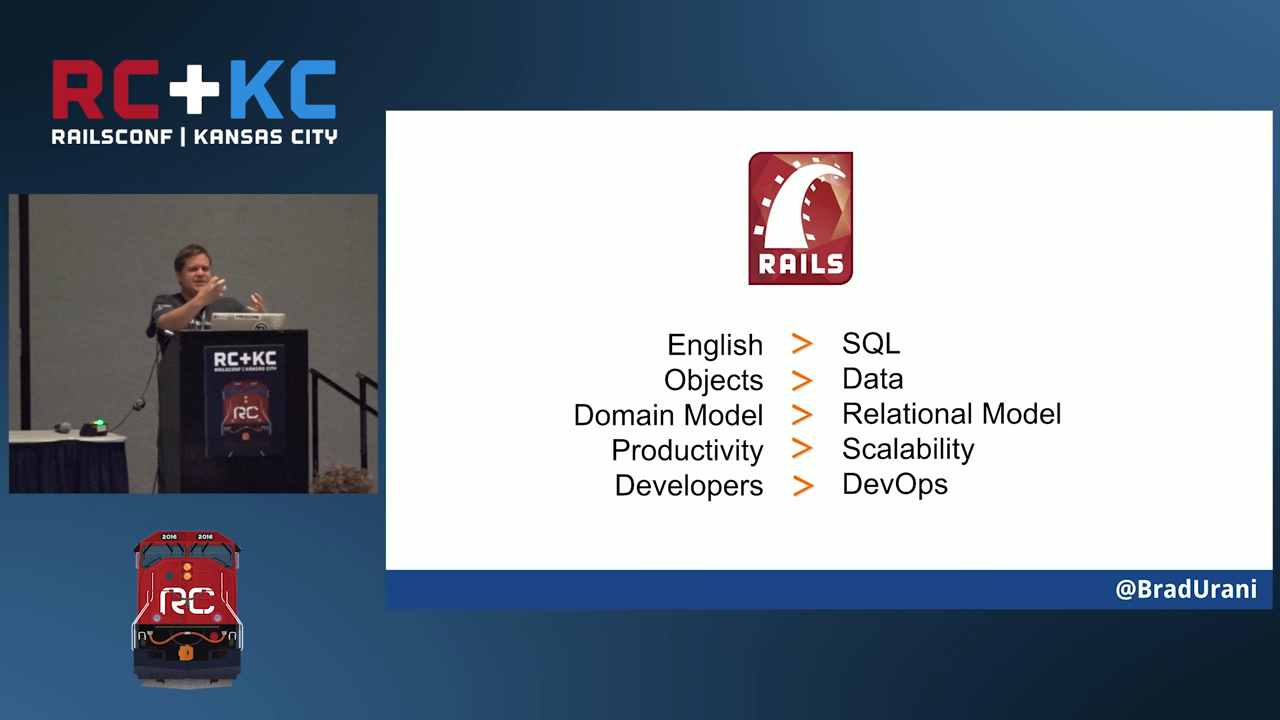 RC+KC
RAILSCONF | KANSAS CITY
RAILS
English > SQL
Objects > Data
Domain Model > Relational Model
Productivity > Scalability
Developers > DevOps
@BradUrani
RC+KC
RAILSCONF | KANSAS CITY
RC
2016 2016
RC